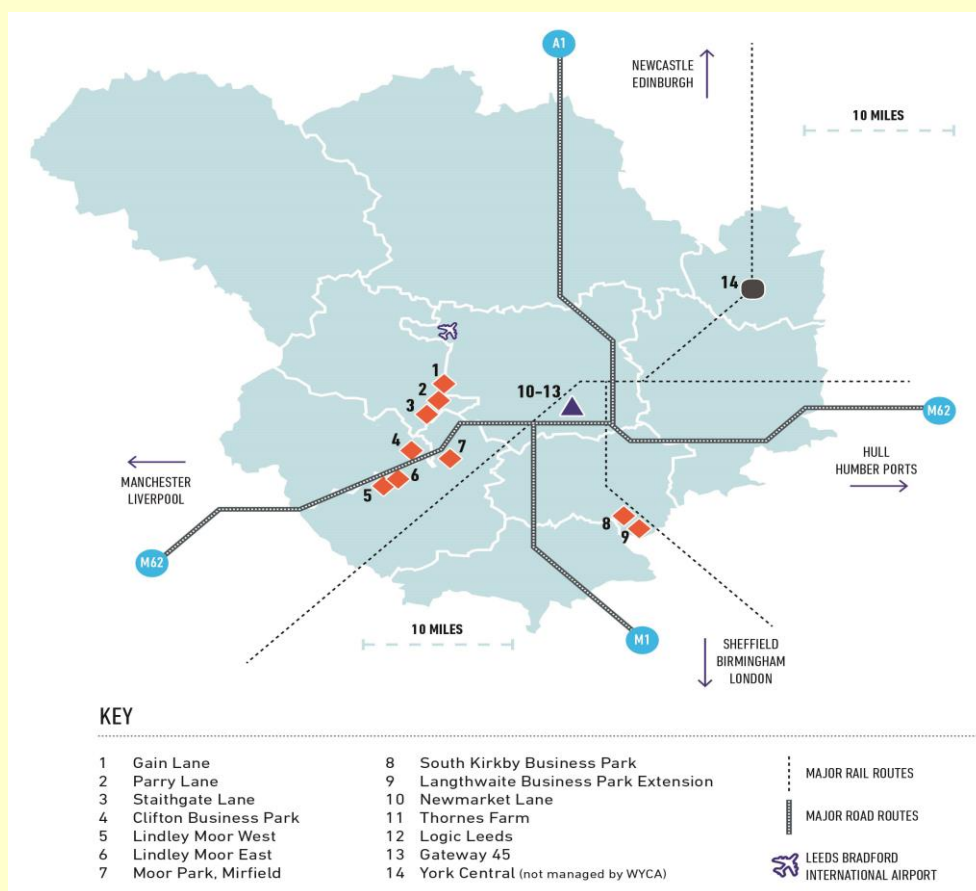 A1
NEWCASTLE
EDINBURGH
10 MILES
14
1
2
3
10-13
4
7
M62
HULL
HUMBER PORTS
MANCHESTER
LIVERPOOL
5
6
8
9
M62
10 MILES
M1
SHEFFIELD
BIRMINGHAM
LONDON
KEY
1 Gain Lane
2 Parry Lane
3 Staithgate Lane
4 Clifton Business Park
5 Lindley Moor West
6 Lindley Moor East
7 Moor Park, Mirfield
8 South Kirkby Business Park
9 Langthwaite Business Park Extension
10 Newmarket Lane
11 Thornes Farm
12 Logic Leeds
13 Gateway 45
14 York Central (not managed by WYCA)
MAJOR RAIL ROUTES
MAJOR ROAD ROUTES
LEEDS BRADFORD
INTERNATIONAL AIRPORT